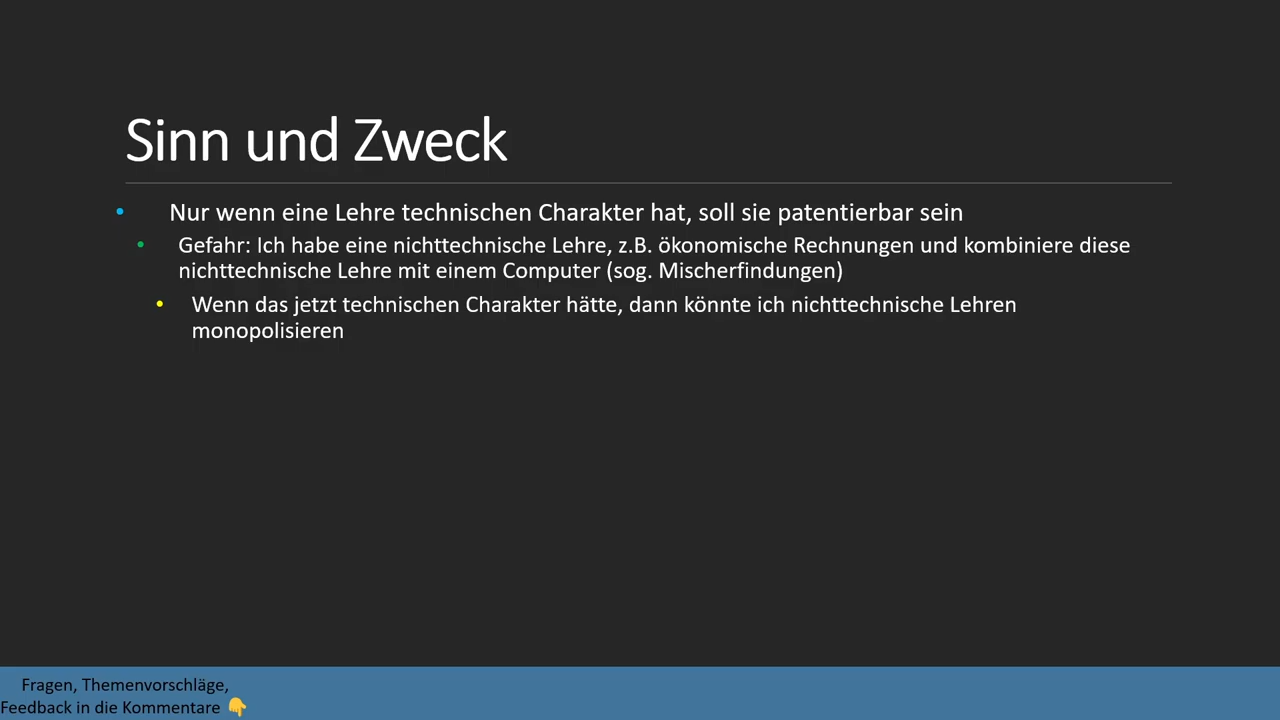 Sinn und Zweck
• Nur wenn eine Lehre technischen Charakter hat, soll sie patentierbar sein
• Gefahr: Ich habe eine nichttechnische Lehre, z.B. ökonomische Rechnungen und kombiniere diese
nichttechnische Lehre mit einem Computer (sog. Mischerfindungen)
• Wenn das jetzt technischen Charakter hätte, dann könnte ich nichttechnische Lehren
monopolisieren
Fragen, Themenvorschläge,
Feedback in die Kommentare 👇